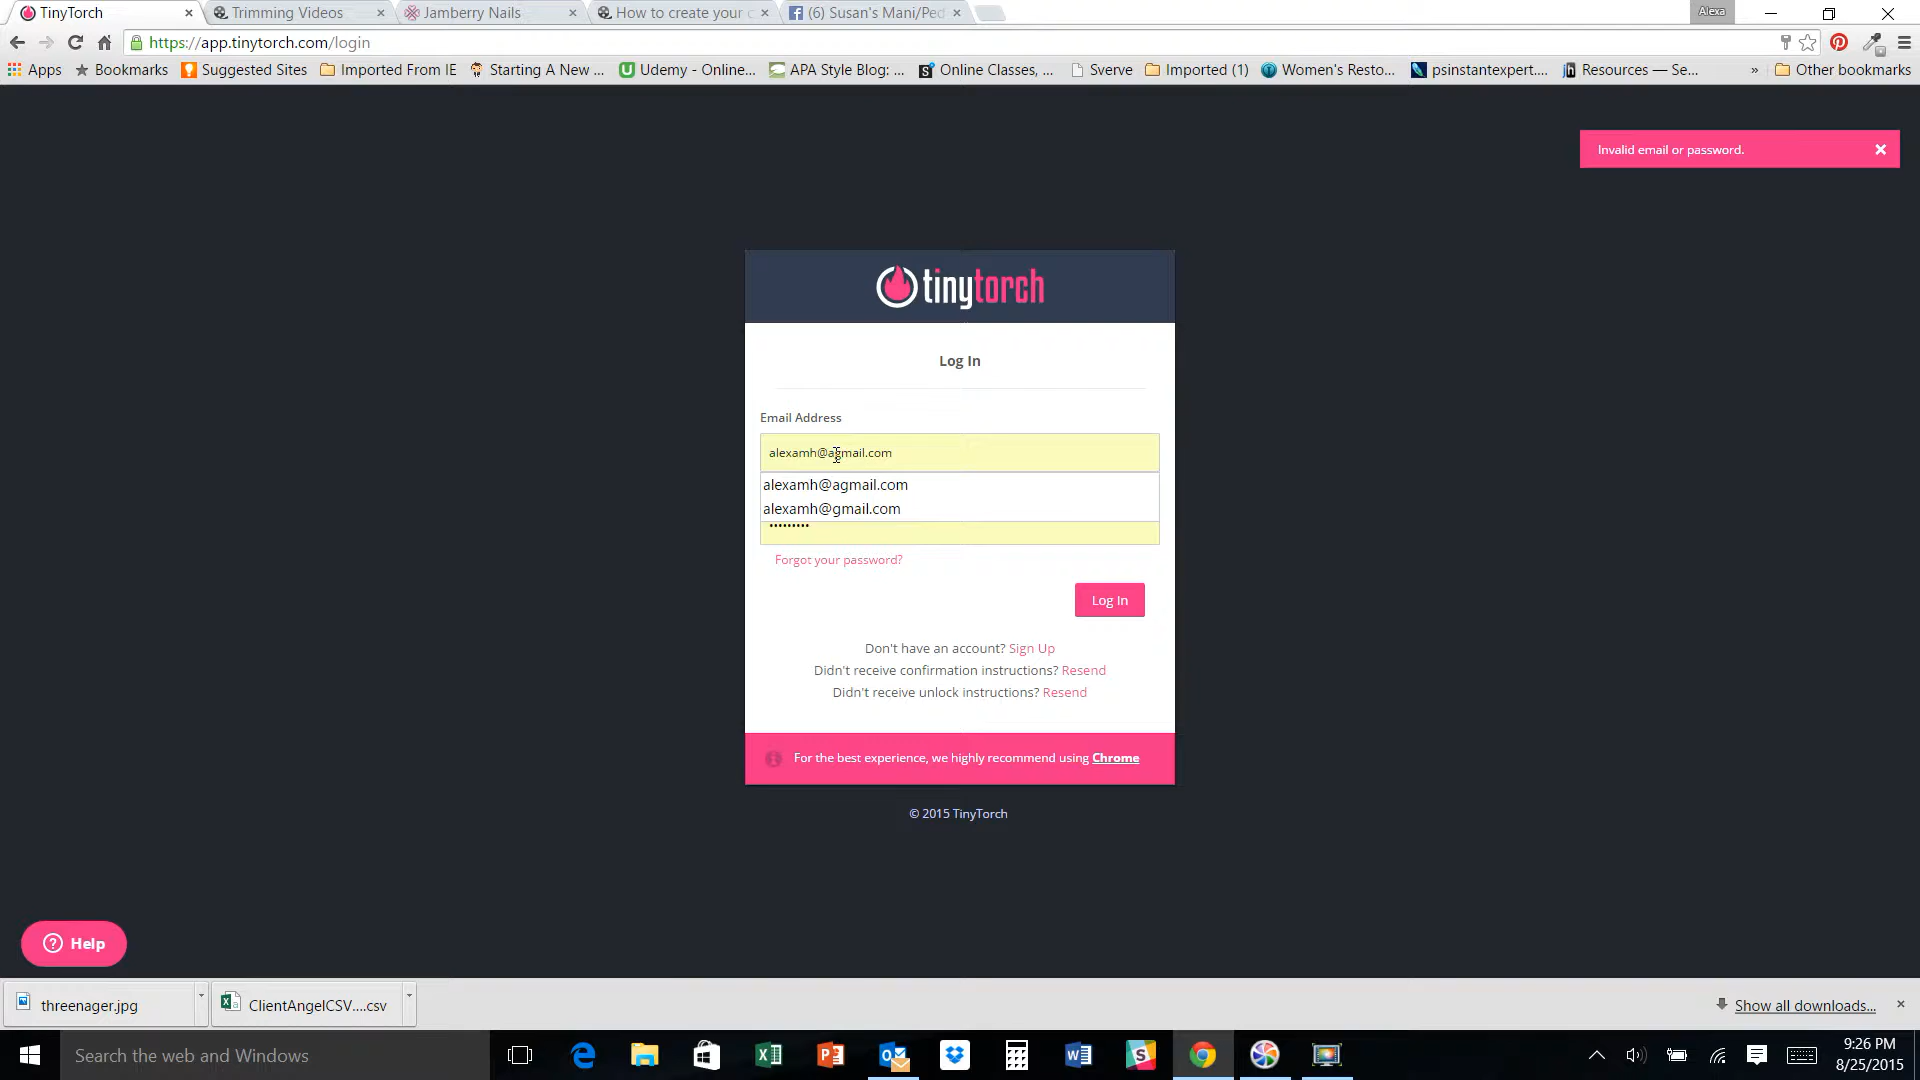 TinyTorch
Trimming Videos
Jamberry Nails
How to create your c
(6) Susan's Mani/Ped
Alexa
https://app.tinytorch.com/login
Apps
Bookmarks
Suggested Sites
Imported From IE
Starting A New ...
Udemy - Online...
APA Style Blog: ...
Online Classes, ...
Sverve
Imported (1)
Women's Resto...
psinstantexpert....
Resources — Se...
»
Other bookmarks
Invalid email or password.
tinytorch
Log In
Email Address
alexamh@agmail.com
alexamh@agmail.com
alexamh@gmail.com
•••••••••
Forgot your password?
Log In
Don't have an account? Sign Up
Didn't receive confirmation instructions? Resend
Didn't receive unlock instructions? Resend
For the best experience, we highly recommend using Chrome
© 2015 TinyTorch
Help
threenager.jpg
ClientAngelCSV....csv
Show all downloads...
Search the web and Windows
9:26 PM
8/25/2015